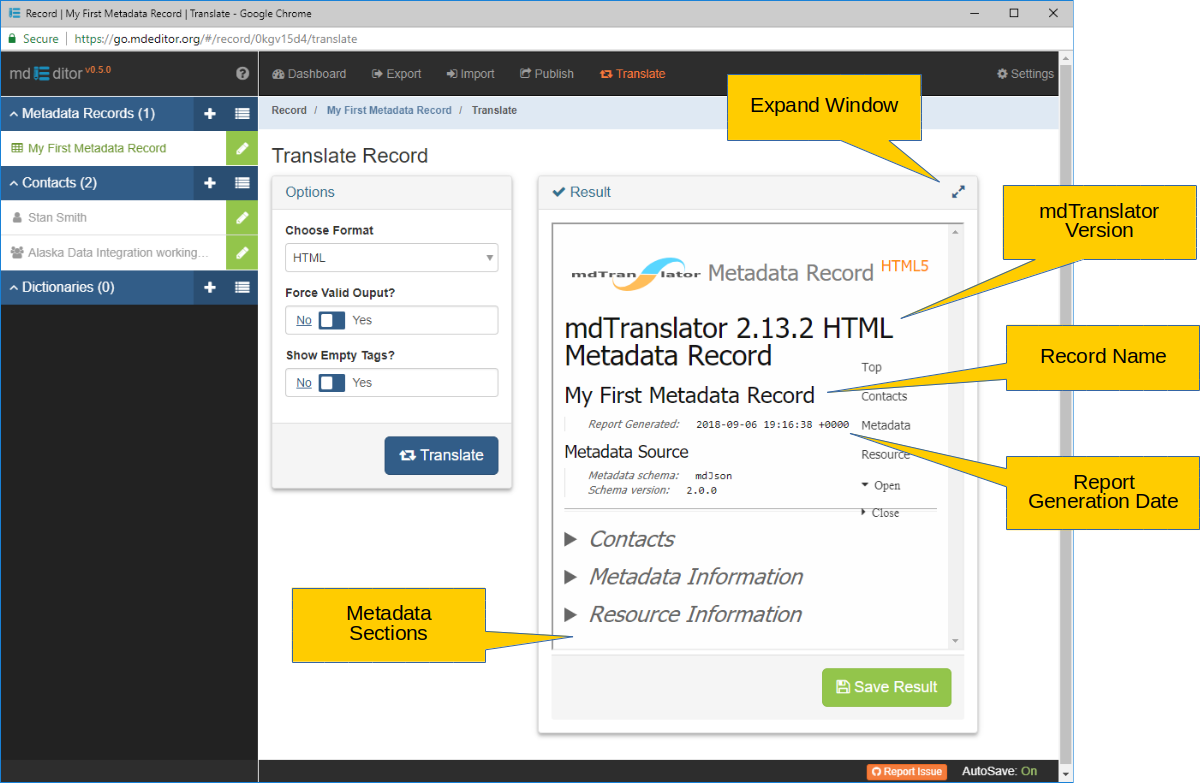 Record | My First Metadata Record | Translate - Google Chrome
Secure | https://go.mdeditor.org/#/record/0kgv15d4/translate
md ditor v0.5.0
Dashboard Export Import Publish Translate Settings
Metadata Records (1)
My First Metadata Record
Contacts (2)
Stan Smith
Alaska Data Integration working...
Dictionaries (0)
Record / My First Metadata Record / Translate
Translate Record
Options
Choose Format
HTML
Force Valid Ouput?
No Yes
Show Empty Tags?
No Yes
Translate
Result
mdTranslator Metadata Record HTML5
mdTranslator 2.13.2 HTML
Metadata Record
My First Metadata Record
Report Generated: 2018-09-06 19:16:38 +0000
Metadata Source
Metadata schema: mdJson
Schema version: 2.0.0
Top
Contacts
Metadata
Resource
Open
Close
Contacts
Metadata Information
Resource Information
Save Result
Expand Window
mdTranslator
Version
Record Name
Report
Generation Date
Metadada
Sections
Report Issue AutoSave: On